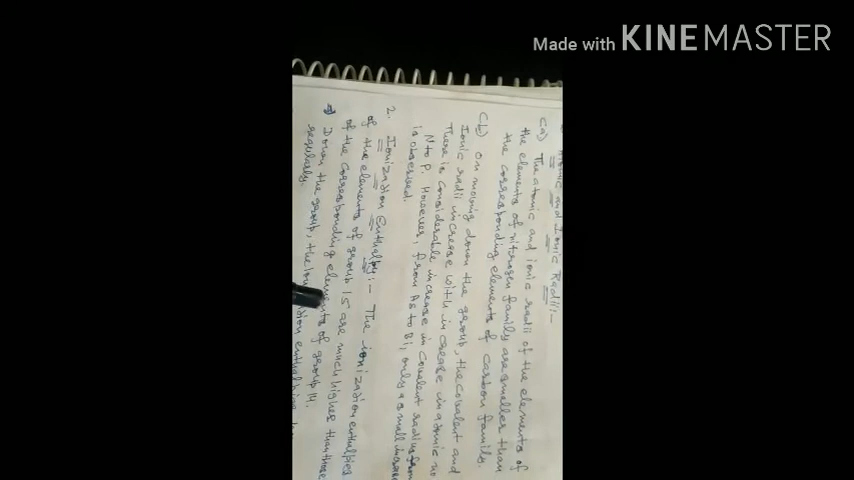 Made with KINEMASTER
and Ionic Radii:-
(a) The atomic and ionic radii of the elements of
the elements of nitrogen family are smaller than
the corresponding elements of carbon family.
(b) On moving down the group, the covalent and
Ionic radii increase with increase in atomic no
There is considerable increase in covalent radius from
N to P. However, from As to Bi, only a small increase
is observed.
2. Ionization Enthalpy:- The ionization enthalpies
of the elements of group 15 are much higher than those
of the corresponding elements of group 14.
Down the group, the
regularly.